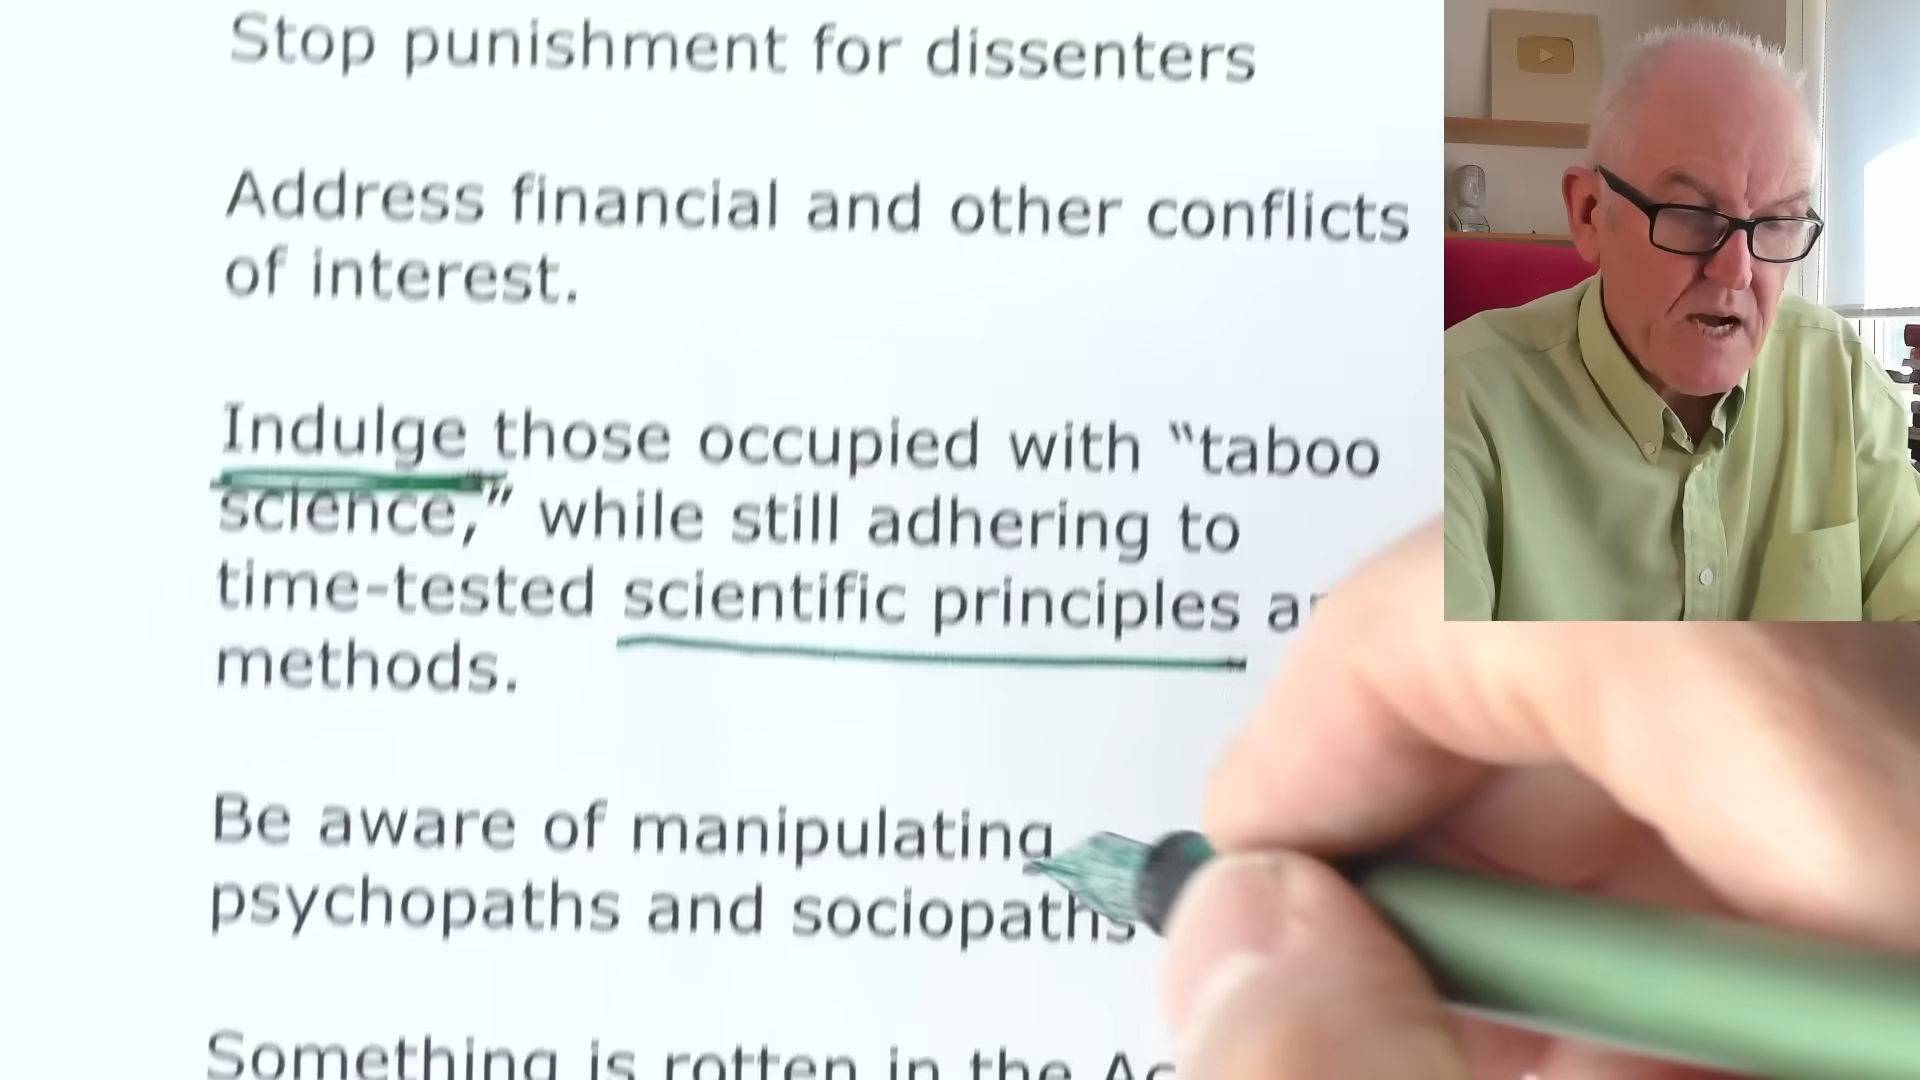 Stop punishment for dissenters
Address financial and other conflicts
of interest.
Indulge those occupied with “taboo
science,” while still adhering to
time-tested scientific principles
methods.
Be aware of manipulating
psychopaths and sociopaths
Something is rotten in the